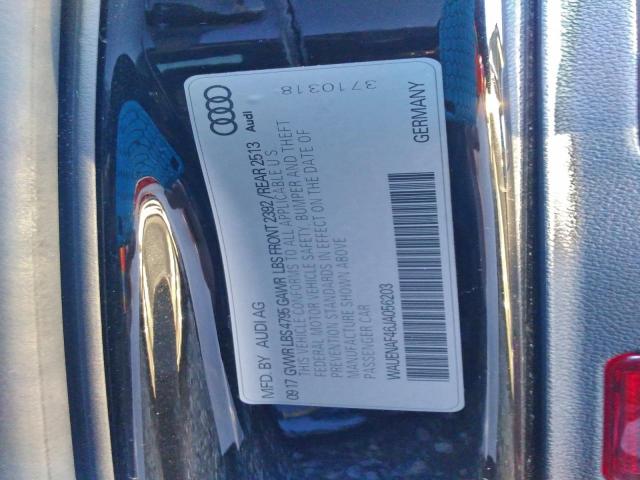 MFD. BY AUDI AG
09 17 GVWR LBS 4795 GAWR LBS FRONT 2392 /REAR 2513
THIS VEHICLE CONFORMS TO ALL APPLICABLE U S
FEDERAL MOTOR VEHICLE SAFETY, BUMPER AND THEFT
PREVENTION STANDARDS IN EFFECT ON THE DATE OF
MANUFACTURE SHOWN ABOVE
PASSENGER CAR
WAUENAF46JA056203
GERMANY
Audi
3710318